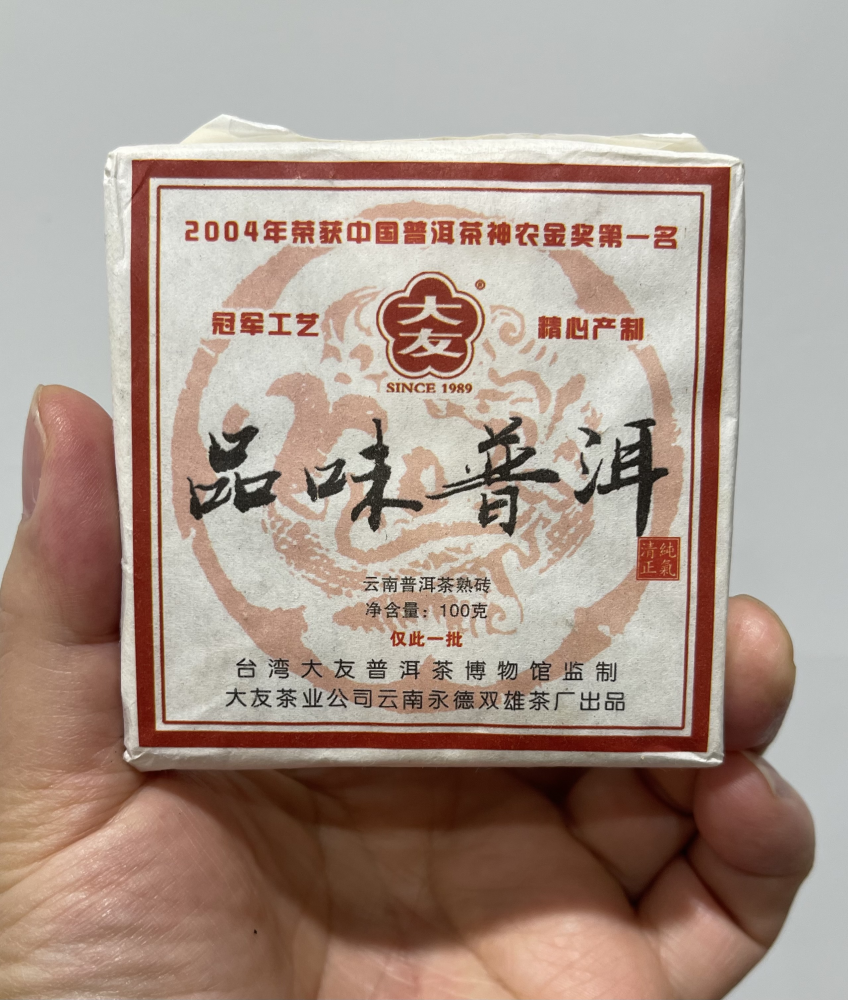 2004年荣获中国普洱茶神农金奖第一名
冠军工艺
大友
®
SINCE 1989
精心产制
品味普洱
纯氣
清正
云南普洱茶熟砖
净含量：100克
仅此一批
台湾大友普洱茶博物馆监制
大友茶业公司云南永德双雄茶厂出品